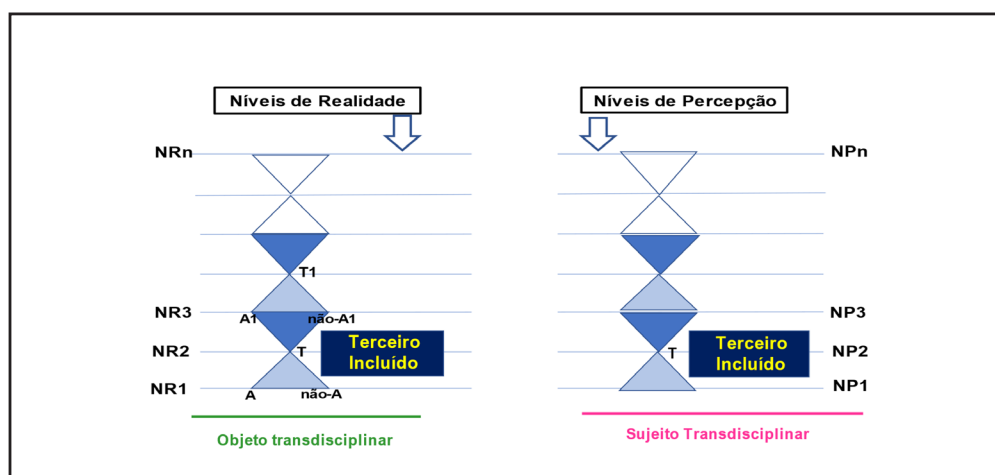 Níveis de Realidade
Níveis de Percepção
NRn
NPn
T1
NR3
A1
não-A1
NP3
NR2
T
Terceiro
Incluído
T
Terceiro
Incluído
NP2
NR1
A
não-A
NP1
Objeto transdisciplinar
Sujeito Transdisciplinar